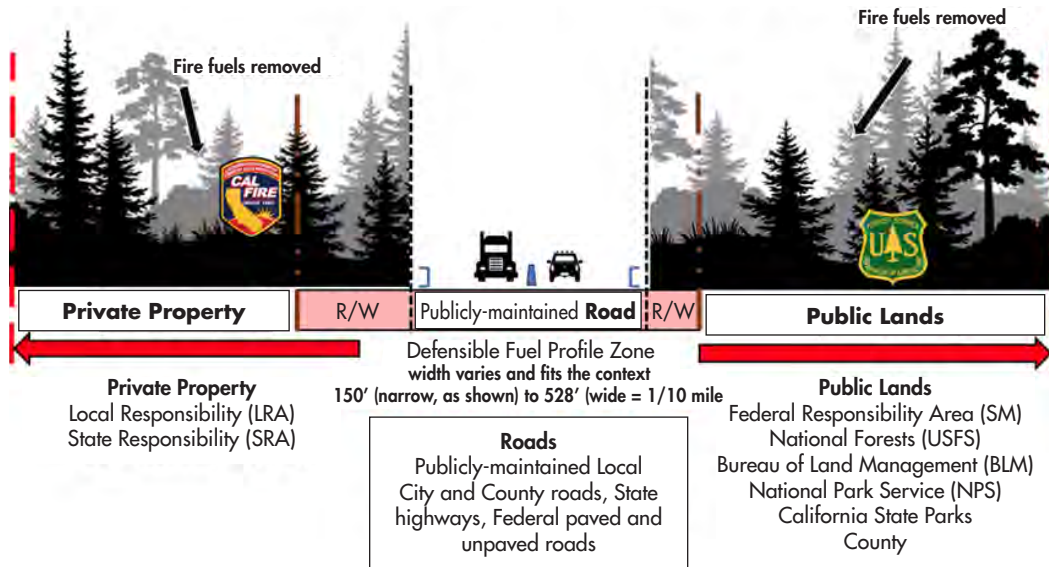 Fire fuels removed
Fire fuels removed
CAL
FIRE
SINCE 1885
US
Private Property
R/W
Publicly-maintained Road
R/W
Public Lands
Defensible Fuel Profile Zone
width varies and fits the context
150’ (narrow, as shown) to 528’ (wide = 1/10 mile
Private Property
Local Responsibility (LRA)
State Responsibility (SRA)
Roads
Publicly-maintained Local
City and County roads, State
highways, Federal paved and
unpaved roads
Public Lands
Federal Responsibility Area (SM)
National Forests (USFS)
Bureau of Land Management (BLM)
National Park Service (NPS)
California State Parks
County